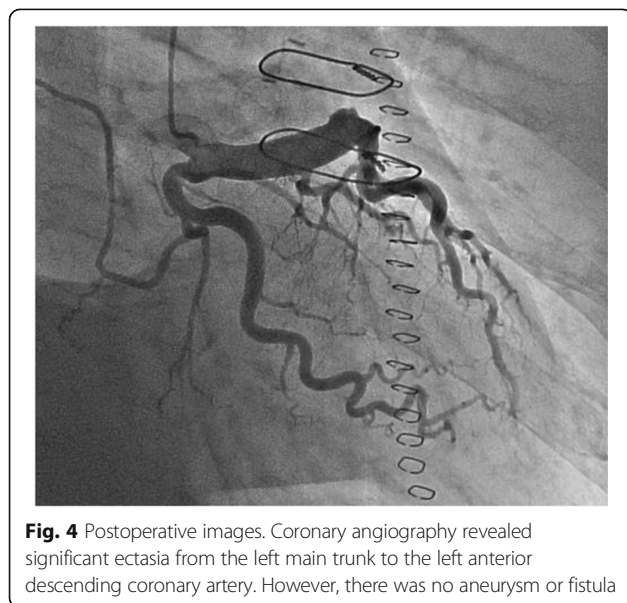 Fig. 4 Postoperative images. Coronary angiography revealed
significant ectasia from the left main trunk to the left anterior
descending coronary artery. However, there was no aneurysm or fistula